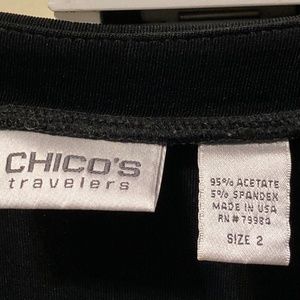 CHICO'S
travelers
95% ACETATE
5% SPANDEX
MADE IN USA
RN # 79984
SIZE 2